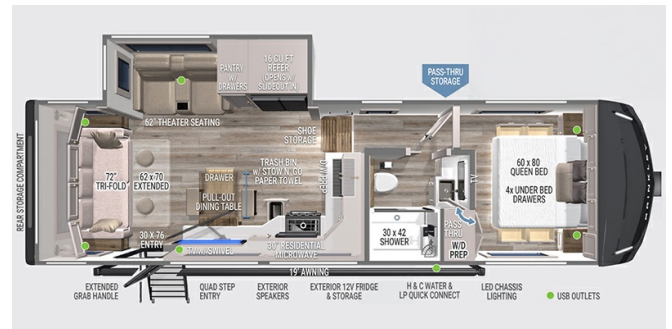 PANTRY
W/
DRAWERS
16 CU FT
REFER
(OPENS W/
SLIDEOUT IN)
PASS-THRU
STORAGE
62" THEATER SEATING
SHOE
STORAGE
REAR STORAGE COMPARTMENT
72"
TRI-FOLD
62 x 70
EXTENDED
DRAWER
TRASH BIN
w/ STOW N' GO
PAPER TOWEL
D/W PREP
PULL-OUT
DINING TABLE
TV
60 x 80
QUEEN BED
4x UNDER BED
DRAWERS
30 x 76
ENTRY
TV W/ SWIVEL
30" RESIDENTIAL
MICROWAVE
30 x 42
SHOWER
PASS
THRU
W/D
PREP
19' AWNING
EXTENDED
GRAB HANDLE
QUAD STEP
ENTRY
EXTERIOR
SPEAKERS
EXTERIOR 12V FRIDGE
& STORAGE
H & C WATER &
LP QUICK CONNECT
LED CHASSIS
LIGHTING
USB OUTLETS